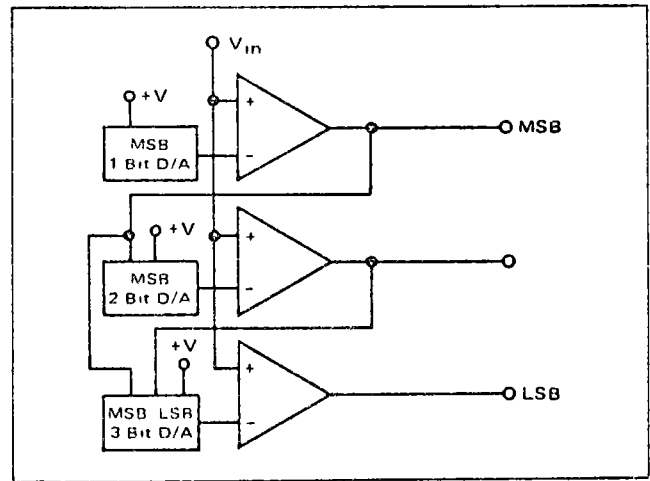 V in
+V
+
MSB
MSB
1 Bit D/A
-
+V
+
MSB
2 Bit D/A
-
+V
+
LSB
MSB LSB
3 Bit D/A
-